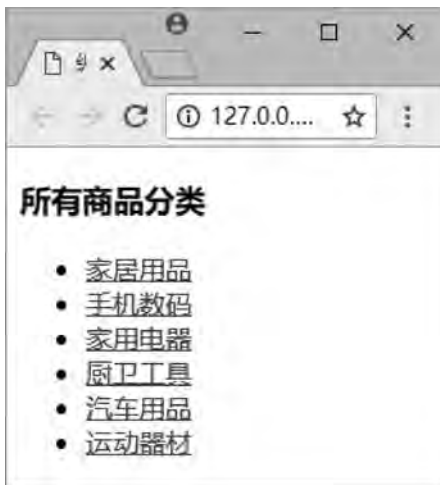 127.0.0....
所有商品分类
家居用品
手机数码
家用电器
厨卫工具
汽车用品
运动器材